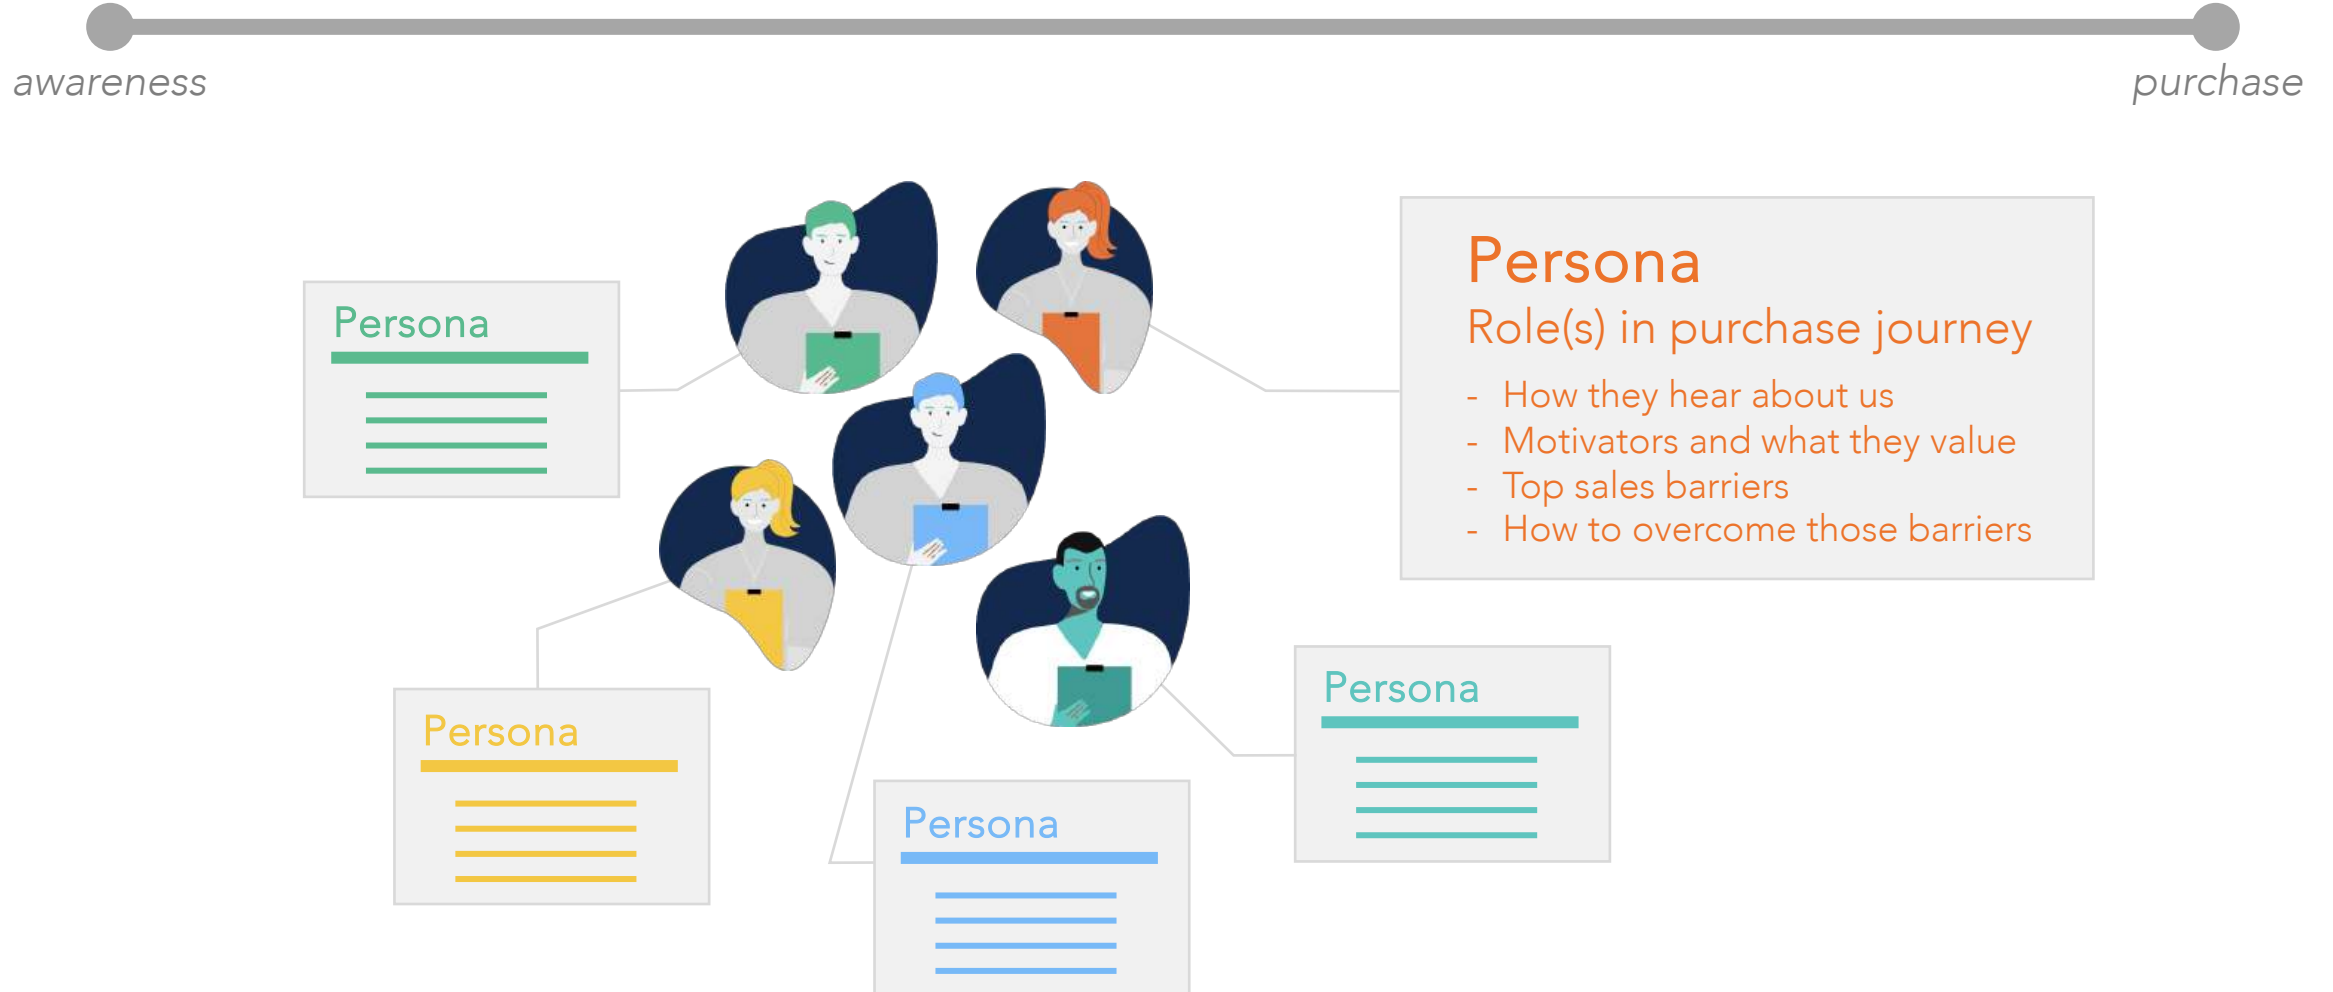 awareness
purchase
Persona
Persona
Role(s) in purchase journey
- How they hear about us
- Motivators and what they value
- Top sales barriers
- How to overcome those barriers
Persona
Persona
Persona